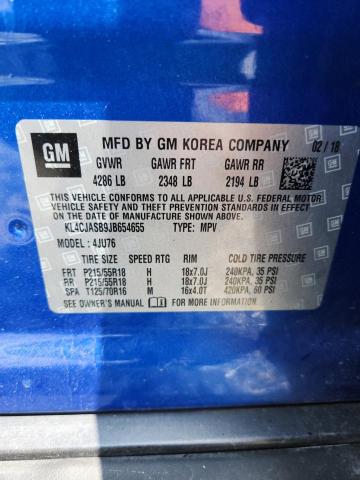 GM
MFD BY GM KOREA COMPANY 02/18
GVWR GAWR FRT GAWR RR
4286 LB 2348 LB 2194 LB
THIS VEHICLE CONFORMS TO ALL APPLICABLE U.S. FEDERAL MOTOR
VEHICLE SAFETY AND THEFT PREVENTION STANDARDS IN EFFECT ON
THE DATE OF MANUFACTURE SHOWN ABOVE.
KL4CJASB9JB654655 TYPE: MPV
MODEL: 4JU76
TIRE SIZE SPEED RTG RIM COLD TIRE PRESSURE
FRT P215/55R18 H 18x7.0J 240KPA, 35 PSI
RR P215/55R18 H 18x7.0J 240KPA, 35 PSI
SPA T125/70R16 M 16x4.0T 420KPA, 60 PSI
SEE OWNER'S MANUAL FOR ADDITIONAL INFORMATION.